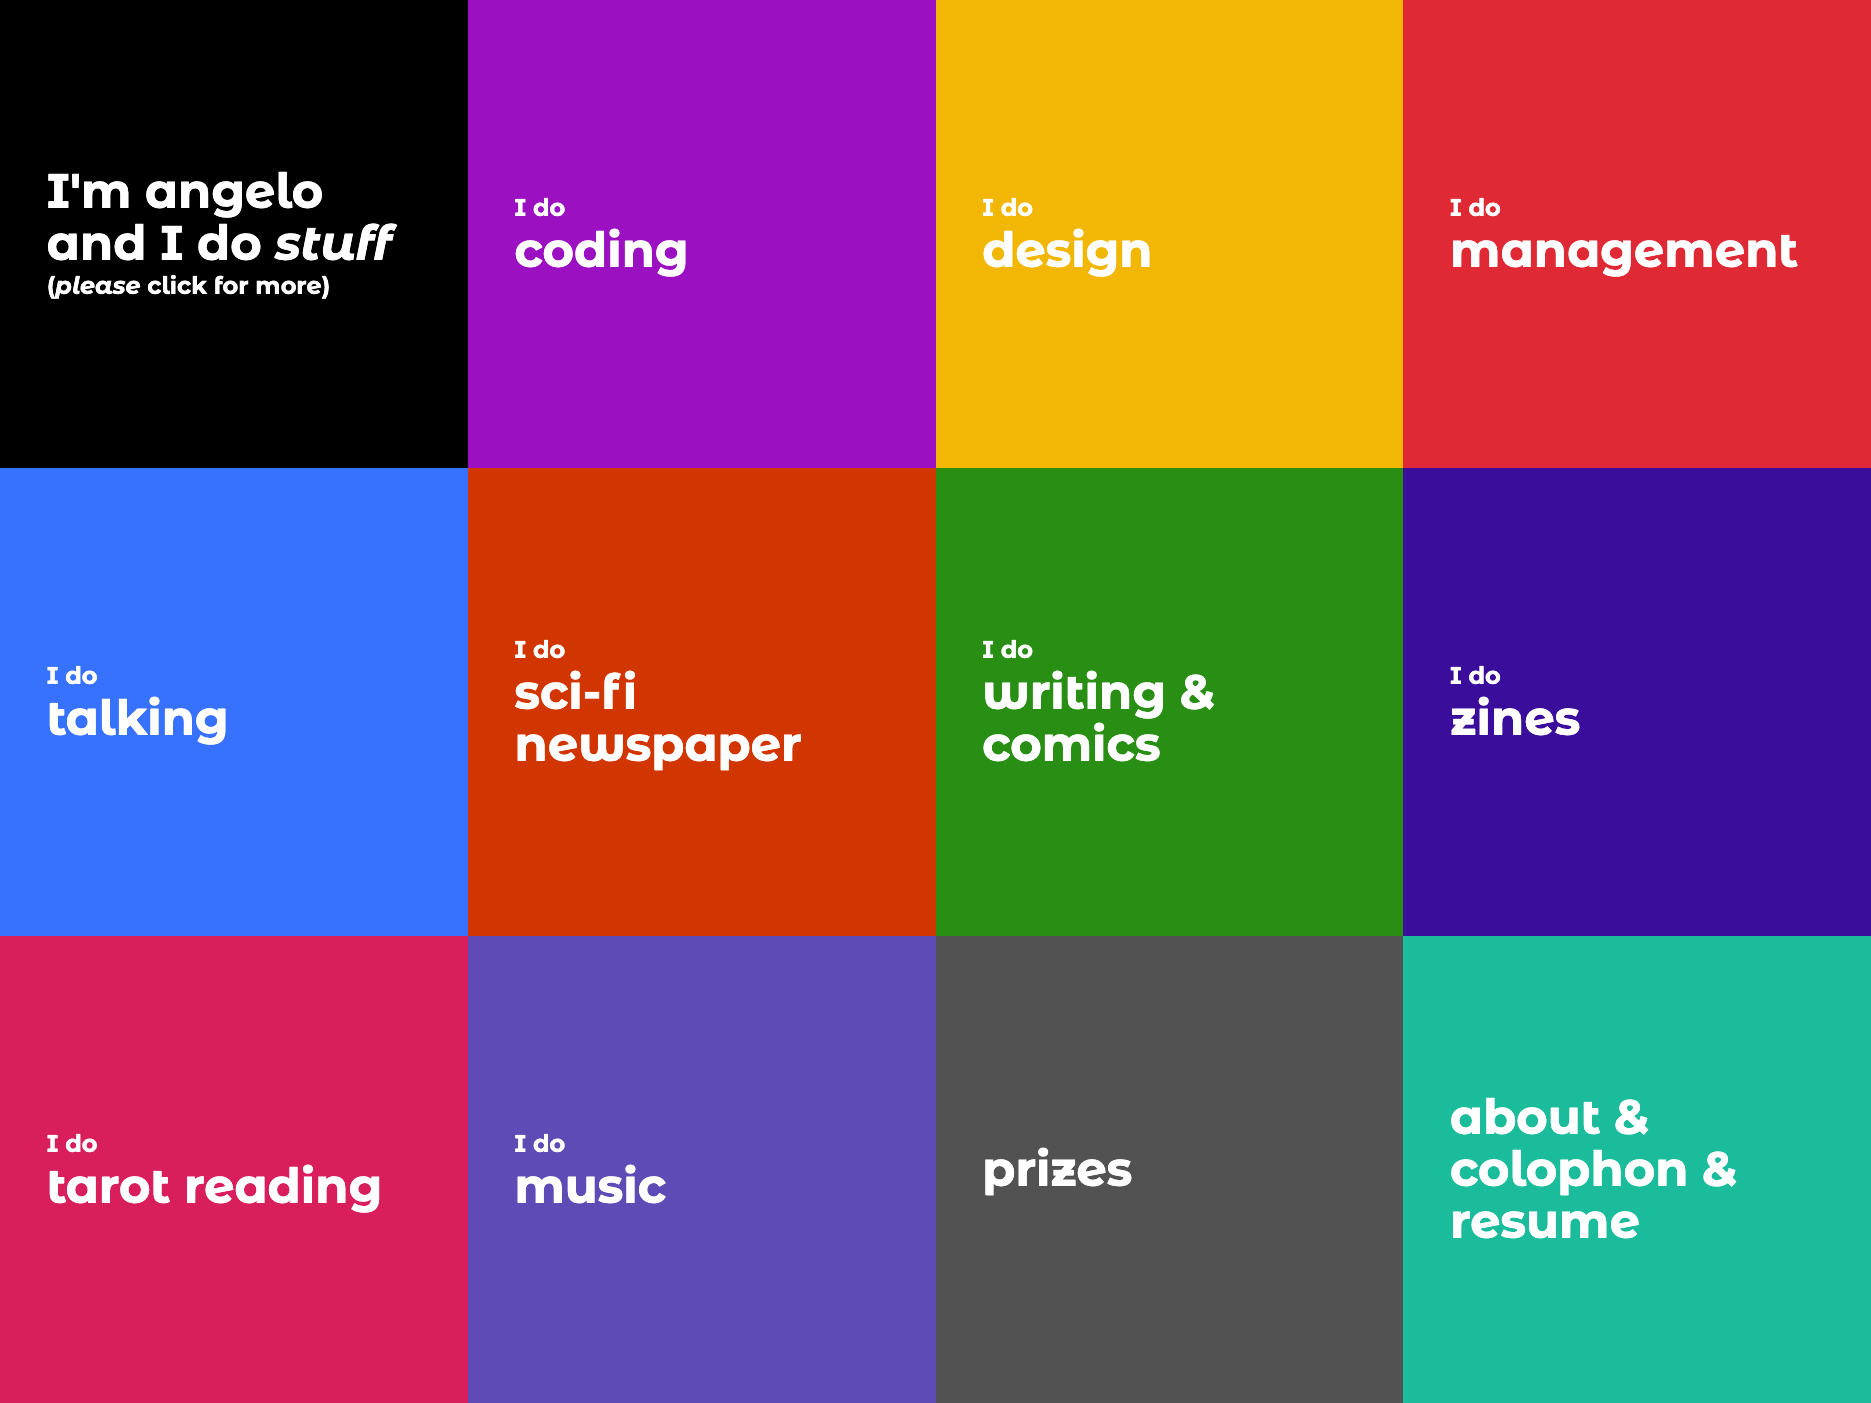 I'm angelo
and I do stuff
(please click for more)
I do
coding
I do
design
I do
management
I do
talking
I do
sci-fi
newspaper
I do
writing &
comics
I do
zines
I do
tarot reading
I do
music
prizes
about &
colophon &
resume